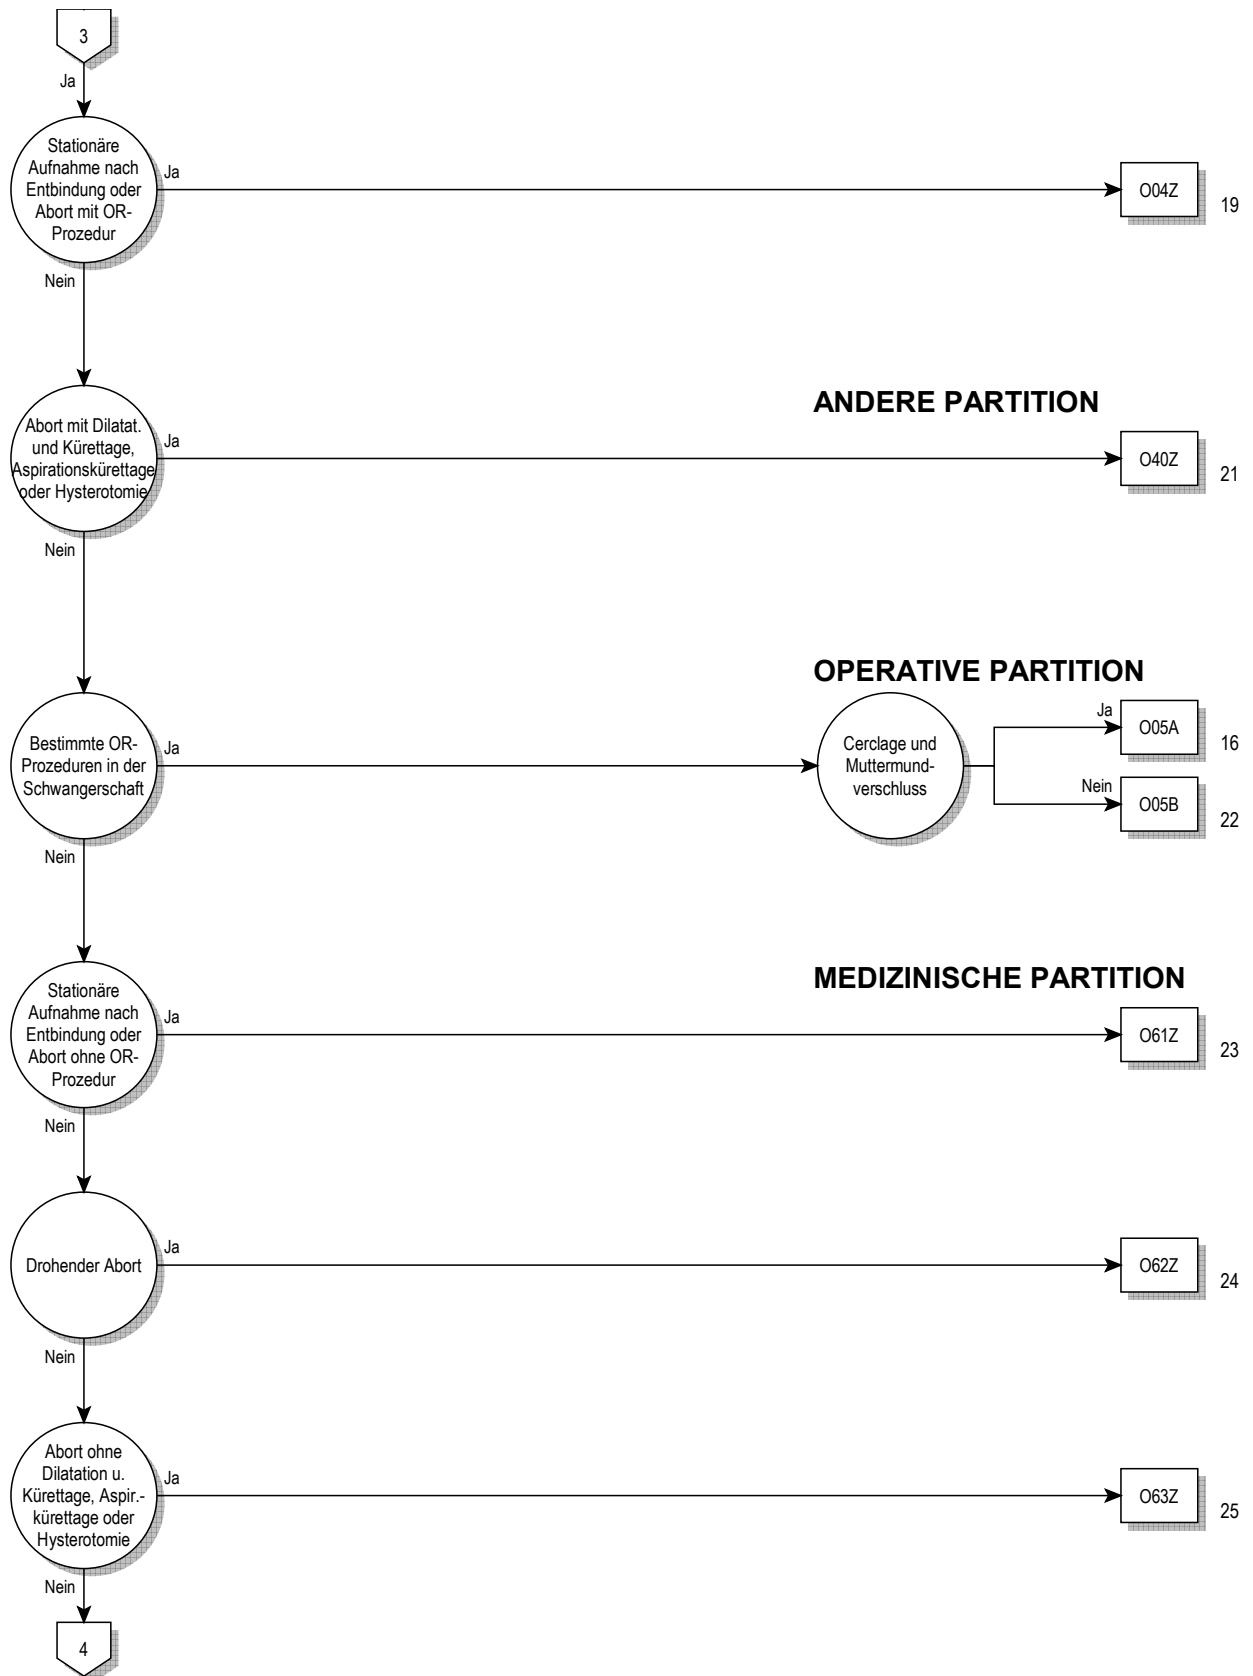 3
Ja
Stationäre
Aufnahme nach
Entbindung oder
Abort mit OR-
Prozedur
Ja
O04Z
19
Nein
ANDERE PARTITION
Abort mit Dilatat.
und Kürettage,
Aspirationskürettage
oder Hysterotomie
Ja
O40Z
21
Nein
OPERATIVE PARTITION
Bestimmte OR-
Prozeduren in der
Schwangerschaft
Ja
Cerclage und
Muttermund-
verschluss
Ja
O05A
16
Nein
O05B
22
Nein
MEDIZINISCHE PARTITION
Stationäre
Aufnahme nach
Entbindung oder
Abort ohne OR-
Prozedur
Ja
O61Z
23
Nein
Drohender Abort
Ja
O62Z
24
Nein
Abort ohne
Dilatation u.
Kürettage, Aspir.-
kürettage oder
Hysterotomie
Ja
O63Z
25
Nein
4